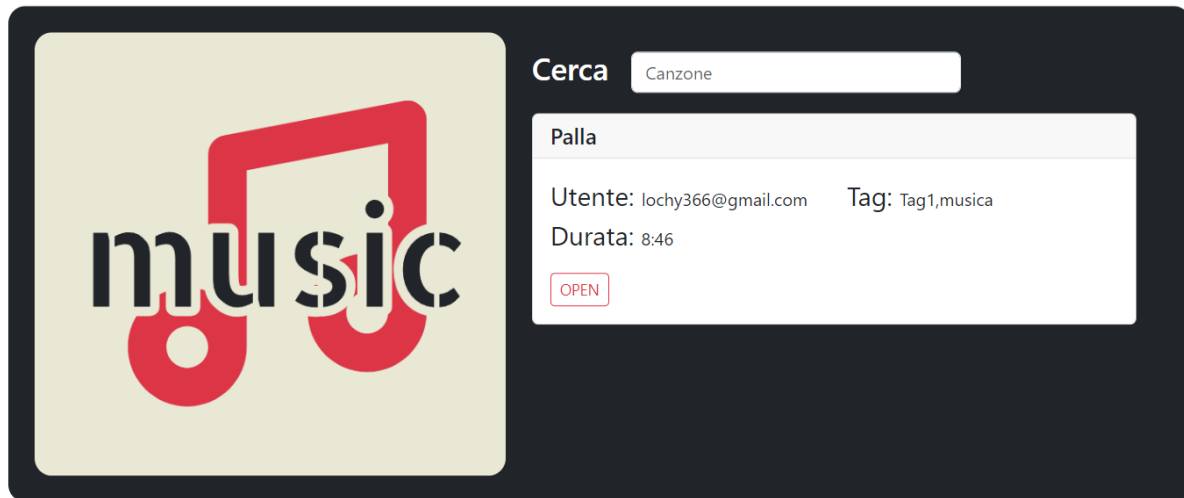 music
Cerca Canzone
Palla
Utente: lochy366@gmail.com Tag: Tag1,musica
Durata: 8:46
OPEN